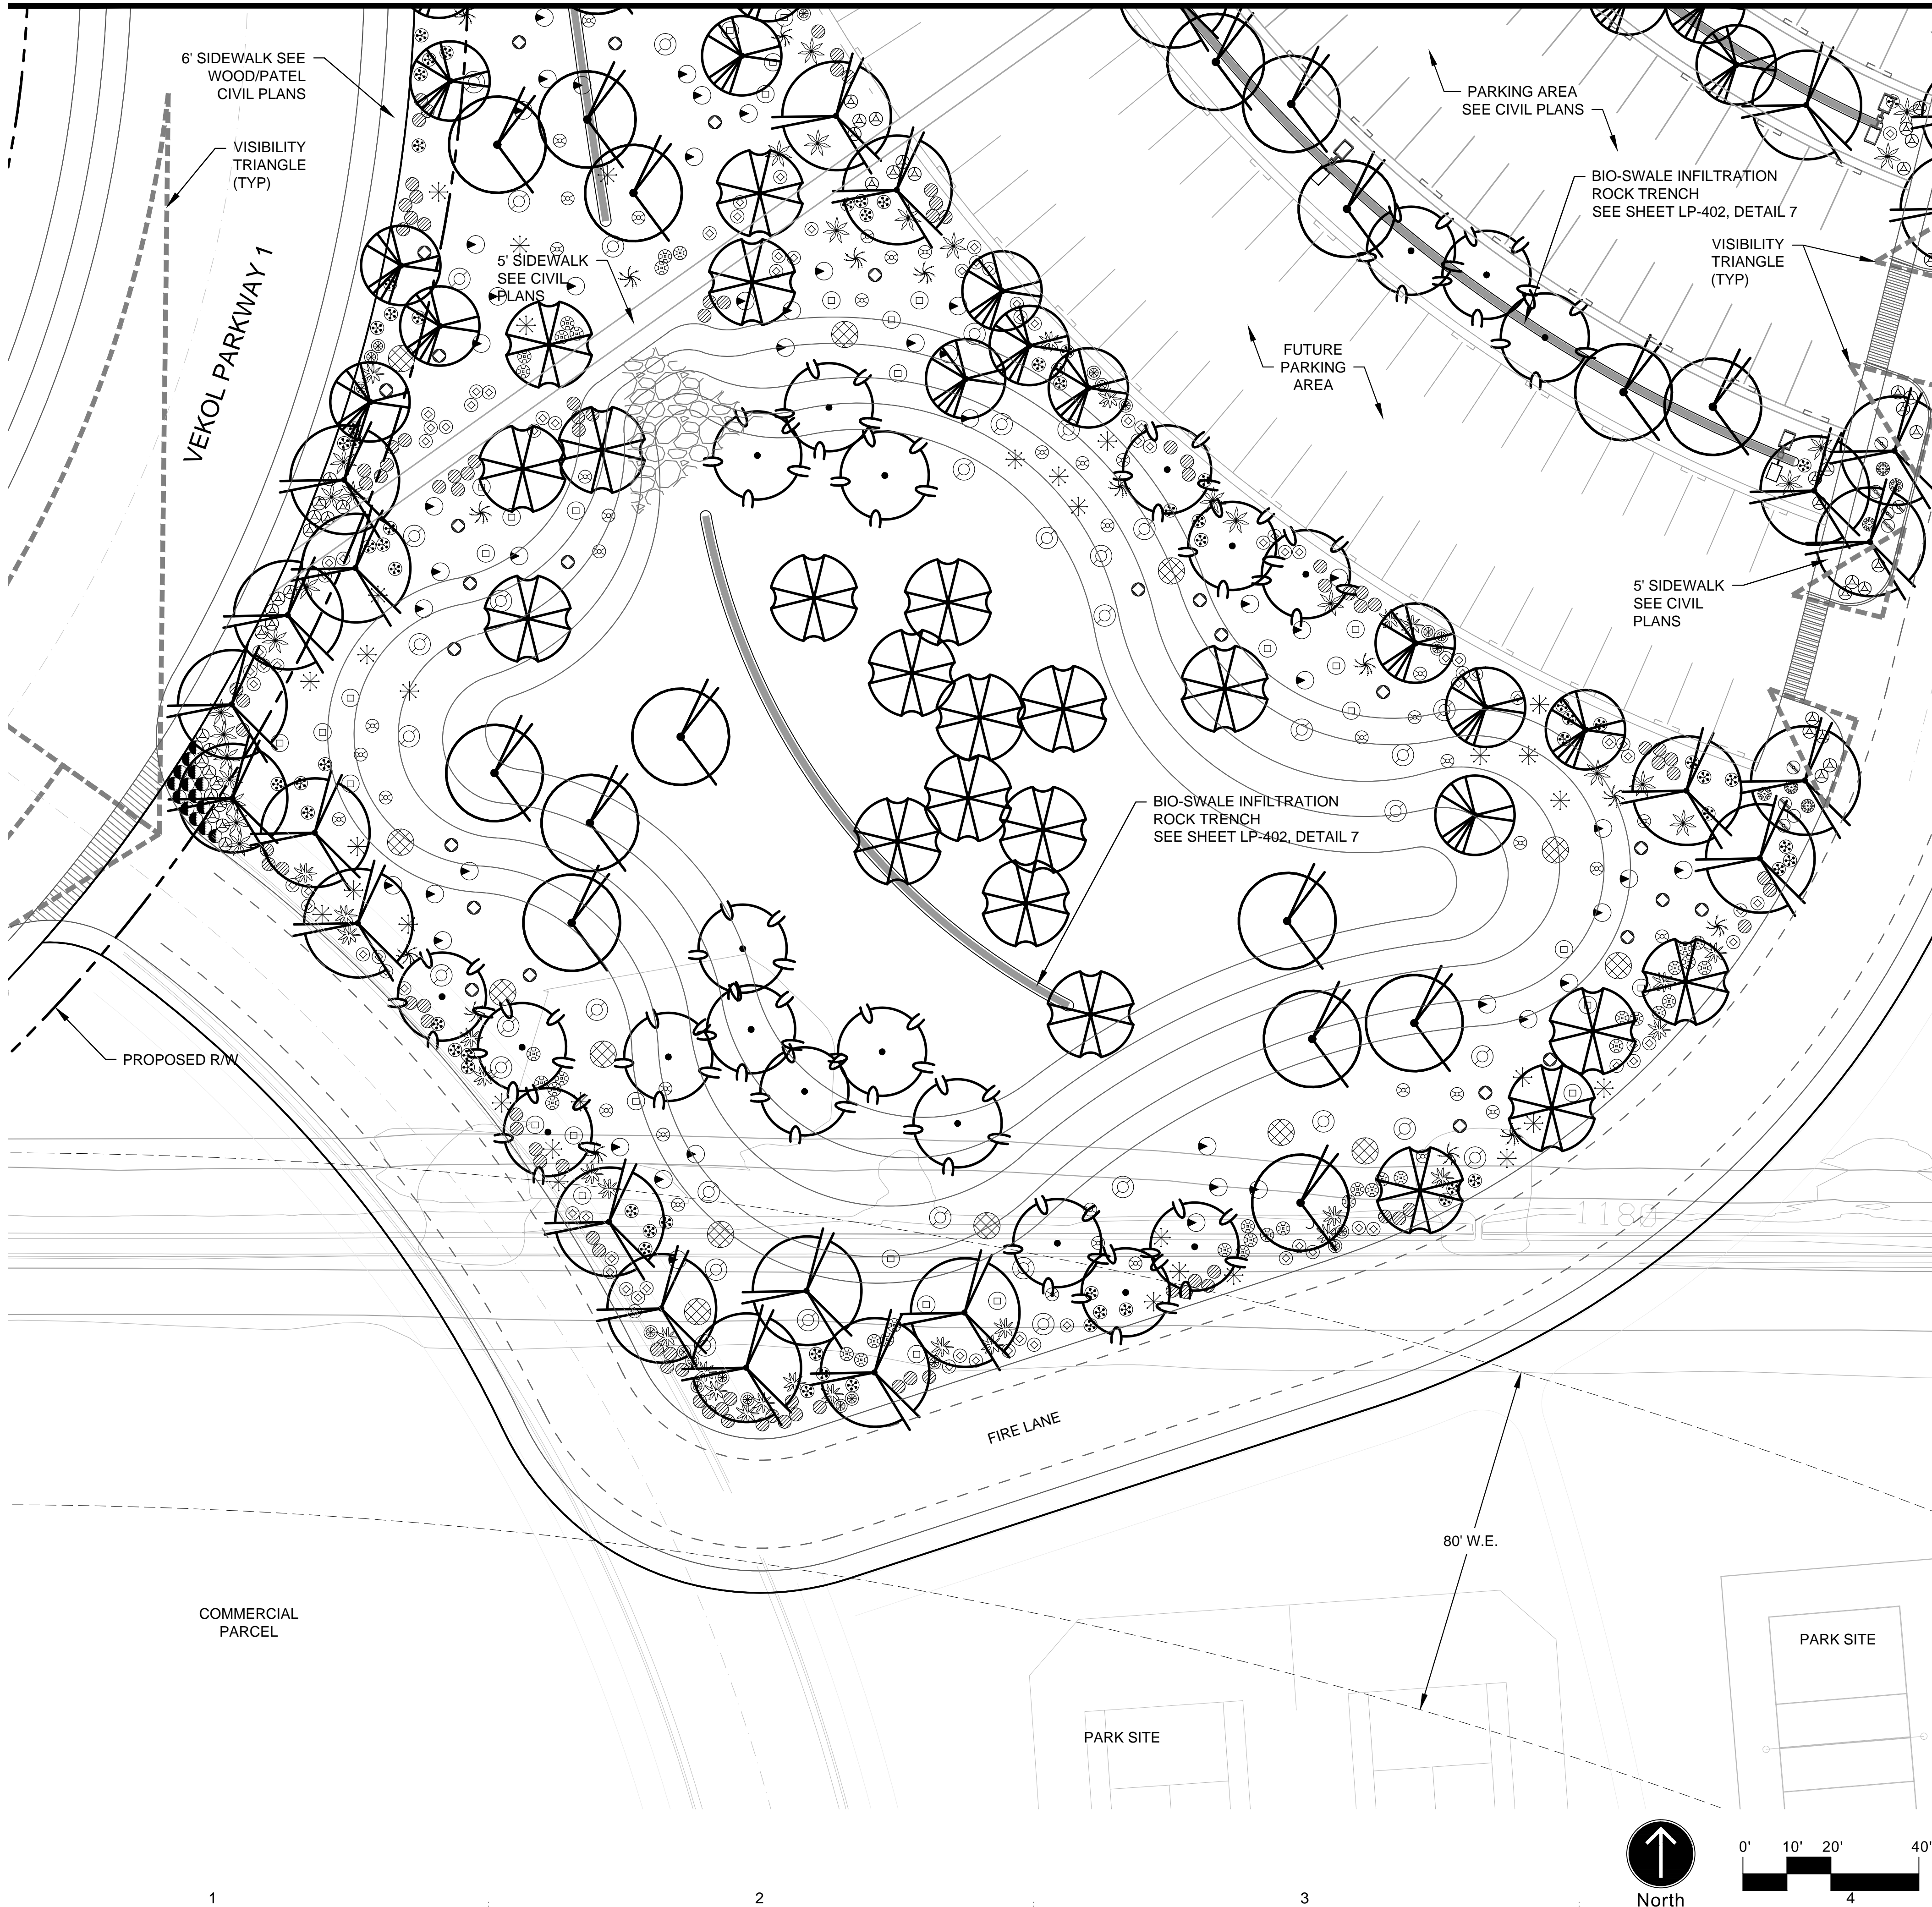 6' SIDEWALK SEE
WOOD/PATEL
CIVIL PLANS
VISIBILITY
TRIANGLE
(TYP)
VEKOL PARKWAY 1
5' SIDEWALK
SEE CIVIL
PLANS
PARKING AREA
SEE CIVIL PLANS
BIO-SWALE INFILTRATION
ROCK TRENCH
SEE SHEET LP-402, DETAIL 7
VISIBILITY
TRIANGLE
(TYP)
FUTURE
PARKING
AREA
5' SIDEWALK
SEE CIVIL
PLANS
BIO-SWALE INFILTRATION
ROCK TRENCH
SEE SHEET LP-402, DETAIL 7
PROPOSED R/W
1180
FIRE LANE
80' W.E.
COMMERCIAL
PARCEL
PARK SITE
PARK SITE
North
0' 10' 20' 40'
1 2 3 4